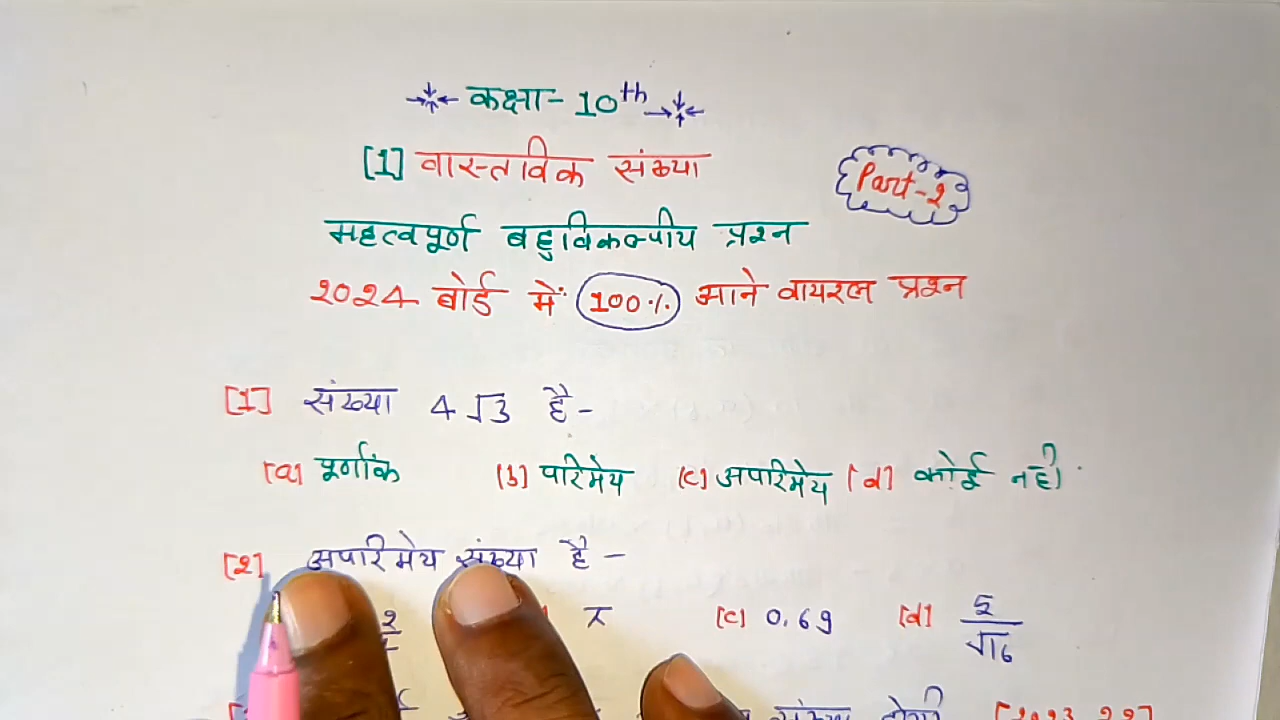 कक्षा- 10th
[1] वास्तविक संख्या
Part-2
महत्वपूर्ण बहुविकल्पीय प्रश्न
2024 बोर्ड में 100% आने वायरल प्रश्न
[1] संख्या 4√3 है-
(a) पूर्णांक (b) परिमेय (c) अपरिमेय (d) कोई नही
[2] अपरिमेय संख्या है-
π (c) 0.69 (d) 5/√16
संख्या होगी